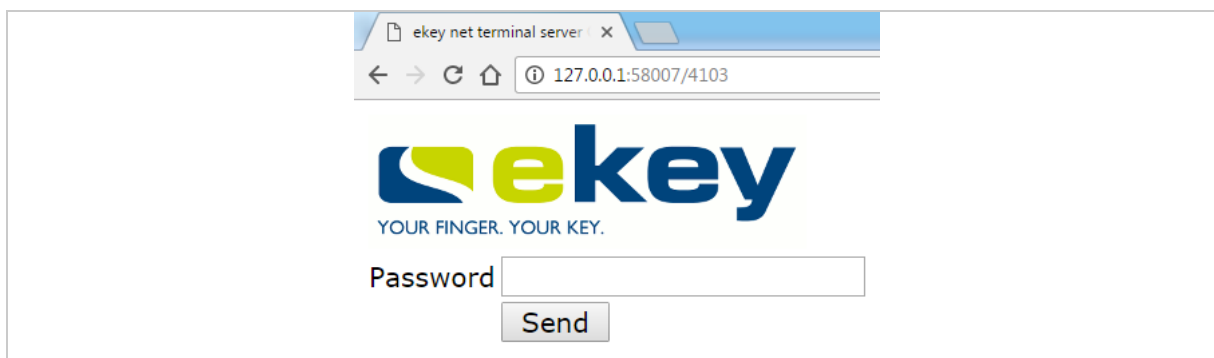 ekey net terminal server
127.0.0.1:58007/4103
ekey
YOUR FINGER. YOUR KEY.
Password
Send